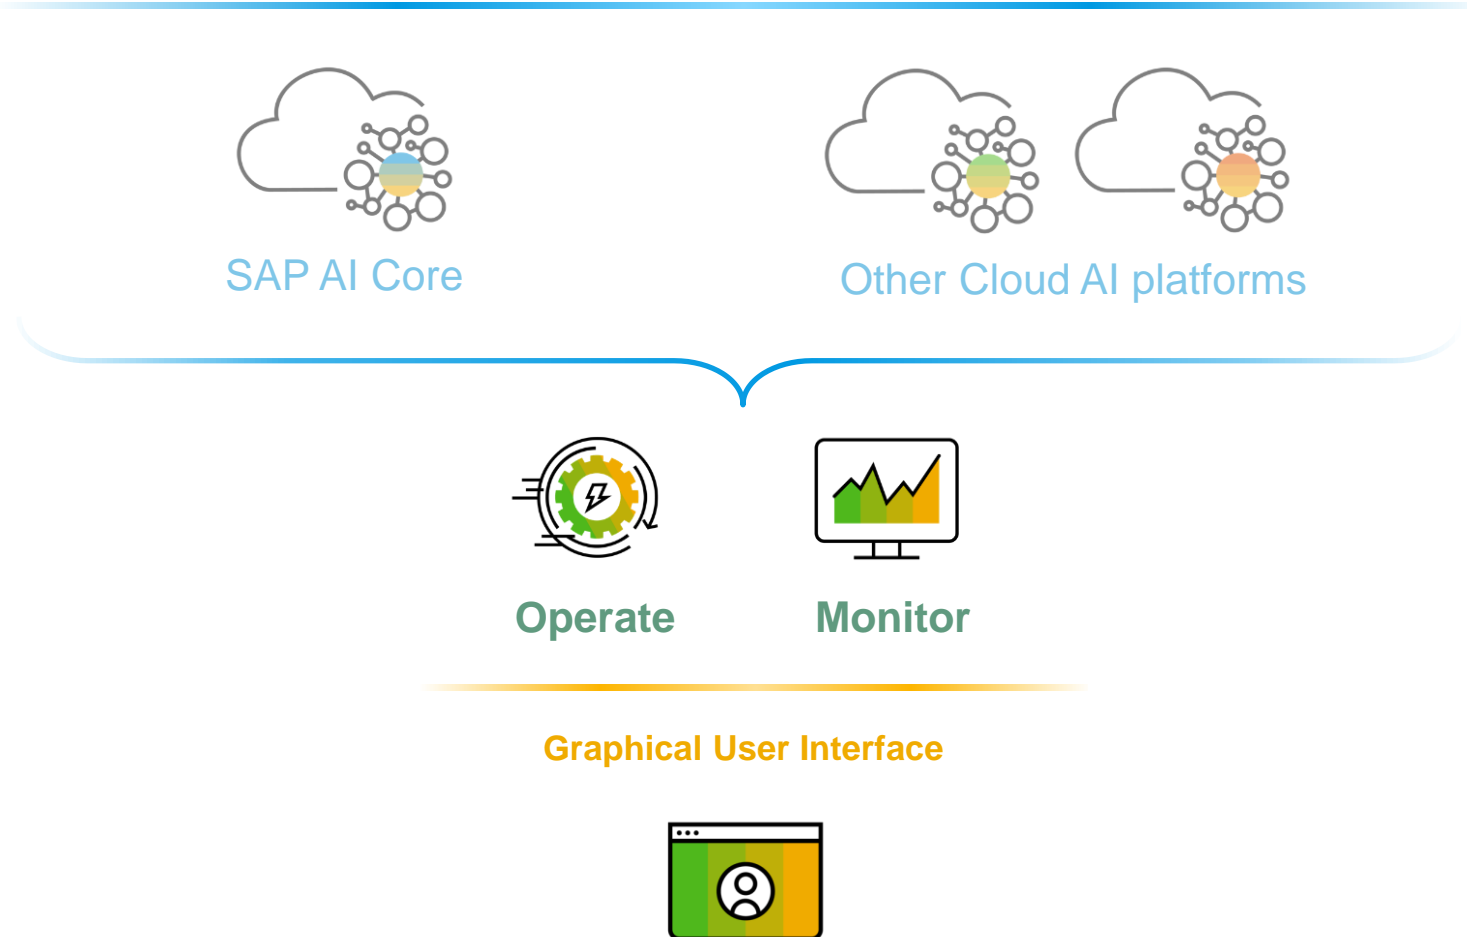 SAP AI Core
Other Cloud AI platforms
Operate
Monitor
Graphical User Interface